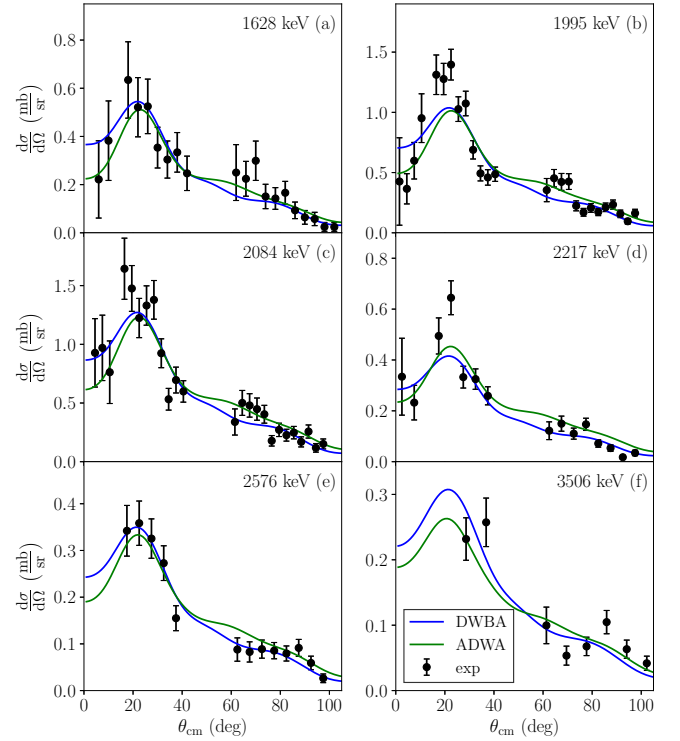 1628 keV (a)
1995 keV (b)
0.8
0.6
0.4
0.2
0.0
1.5
1.0
0.5
0.0
dσ/dΩ (mb/sr)
2084 keV (c)
2217 keV (d)
1.5
1.0
0.5
0.0
0.8
0.6
0.4
0.2
0.0
dσ/dΩ (mb/sr)
2576 keV (e)
3506 keV (f)
0.4
0.3
0.2
0.1
0.0
0.3
0.2
0.1
0.0
dσ/dΩ (mb/sr)
DWBA
ADWA
exp
0 20 40 60 80 100
0 20 40 60 80 100
θcm (deg)
θcm (deg)